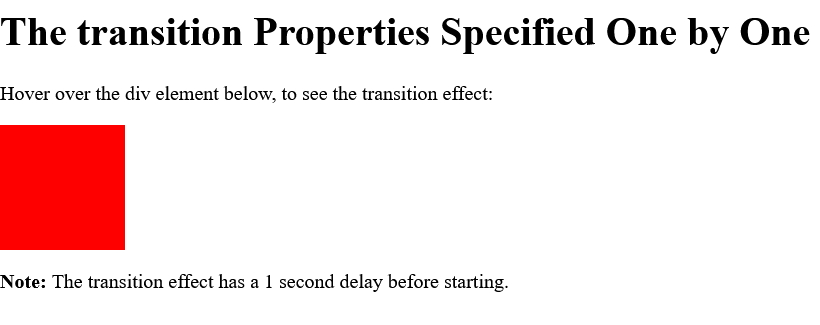 The transition Properties Specified One by One
Hover over the div element below, to see the transition effect:
Note: The transition effect has a 1 second delay before starting.